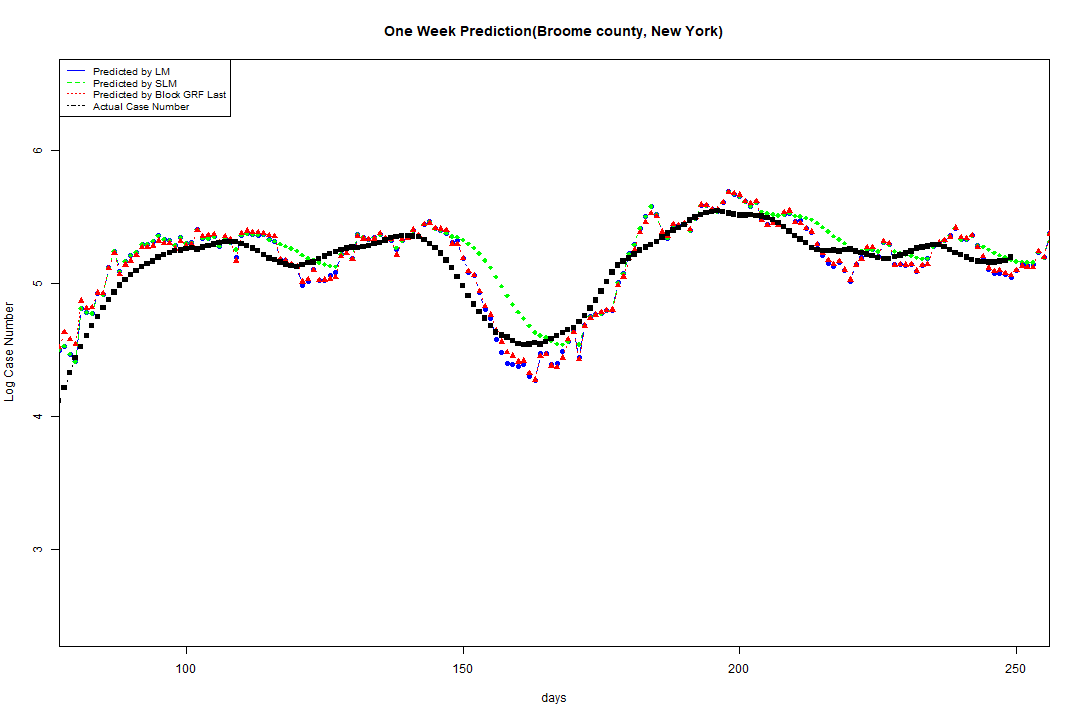 One Week Prediction(Broome county, New York)
Predicted by LM
Predicted by SLM
Predicted by Block GRF Last
Actual Case Number
6
5
4
3
Log Case Number
100
150
200
250
days